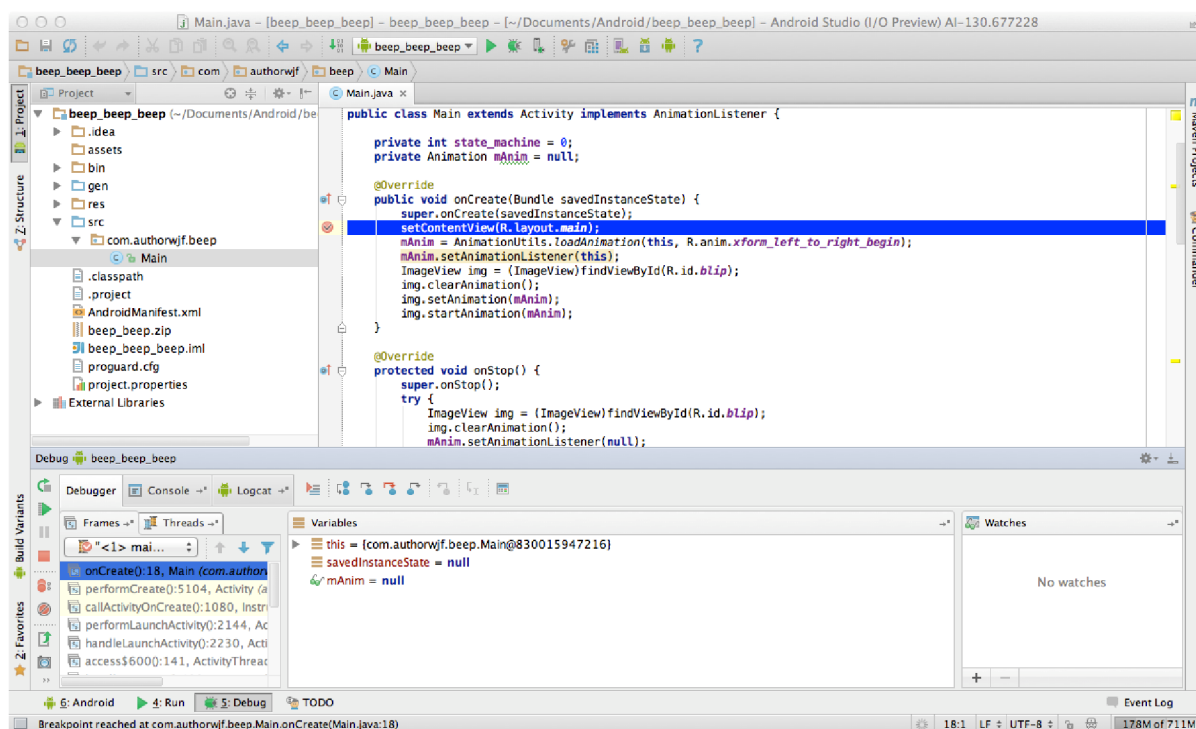 Main.java – [beep_beep_beep] – beep_beep_beep – [~/Documents/Android/beep_beep_beep] – Android Studio (I/O Preview) AI-130.677228
beep_beep_beep
beep_beep_beep src com authorwjf beep Main
1: Project
Z: Structure
Build Variants
2: Favorites
Project
beep_beep_beep (~/Documents/Android/be
.idea
assets
bin
gen
res
src
com.authorwjf.beep
Main
.classpath
.project
AndroidManifest.xml
beep_beep.zip
beep_beep_beep.iml
proguard.cfg
project.properties
External Libraries
Main.java
public class Main extends Activity implements AnimationListener {
private int state_machine = 0;
private Animation mAnim = null;
@Override
public void onCreate(Bundle savedInstanceState) {
super.onCreate(savedInstanceState);
setContentView(R.layout.main);
mAnim = AnimationUtils.loadAnimation(this, R.anim.xform_left_to_right_begin);
mAnim.setAnimationListener(this);
ImageView img = (ImageView)findViewById(R.id.blip);
img.clearAnimation();
img.setAnimation(mAnim);
img.startAnimation(mAnim);
}
@Override
protected void onStop() {
super.onStop();
try {
ImageView img = (ImageView)findViewById(R.id.blip);
img.clearAnimation();
mAnim.setAnimationListener(null);
Maven Projects
Commander
Debug beep_beep_beep
Debugger Console Logcat
Frames Threads
"<1> mai...
onCreate():18, Main (com.author
performCreate():5104, Activity (a
callActivityOnCreate():1080, Instru
performLaunchActivity():2144, Ac
handleLaunchActivity():2230, Acti
access$600():141, ActivityThread
Variables
this = {com.authorwjf.beep.Main@830015947216}
savedInstanceState = null
mAnim = null
Watches
No watches
6: Android 4: Run 5: Debug TODO Event Log
Breakpoint reached at com.authorwjf.beep.Main.onCreate(Main.java:18) 18:1 LF UTF-8 178M of 711M